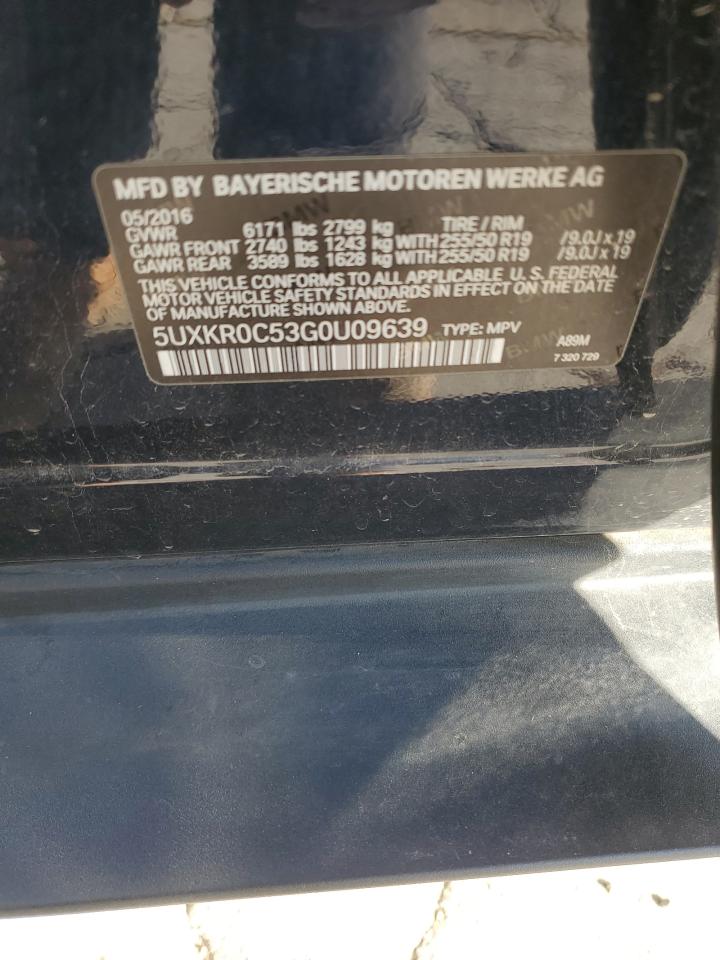 MFD BY BAYERISCHE MOTOREN WERKE AG
05/2016
GVWR 6171 lbs 2799 kg TIRE / RIM
GAWR FRONT 2740 lbs 1243 kg WITH 255/50 R19 /9.0J x 19
GAWR REAR 3589 lbs 1628 kg WITH 255/50 R19 /9.0J x 19
THIS VEHICLE CONFORMS TO ALL APPLICABLE U. S. FEDERAL
MOTOR VEHICLE SAFETY STANDARDS IN EFFECT ON THE DATE
OF MANUFACTURE SHOWN ABOVE.
5UXKR0C53G0U09639 TYPE: MPV
A89M
7 320 729